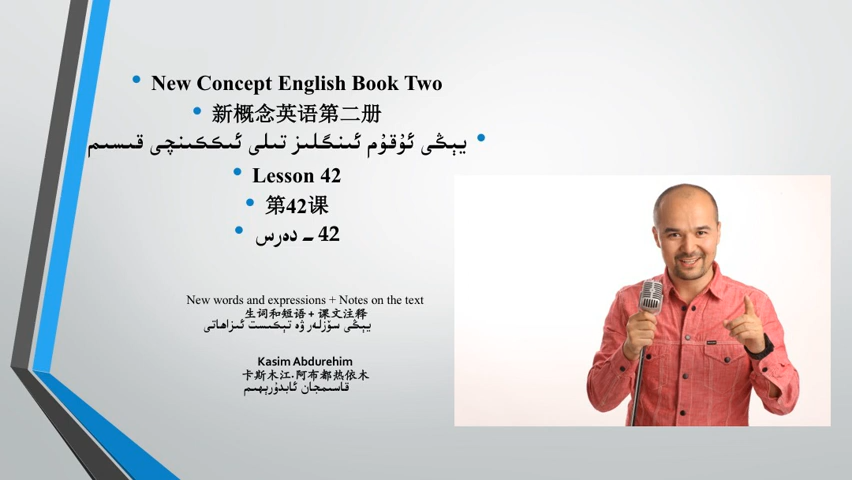 New Concept English Book Two
新概念英语第二册
يېڭى ئۇقۇم ئىنگلىز تىلى ئىككىنچى قىسىم
Lesson 42
第42课
42 ـ دەرس
New words and expressions + Notes on the text
生词和短语 + 课文注释
يېڭى سۆزلەر ۋە تېكىست ئىزاھاتى
Kasim Abdurehim
卡斯木江.阿布都热依木
قاسىمجان ئابدۇرېھىم